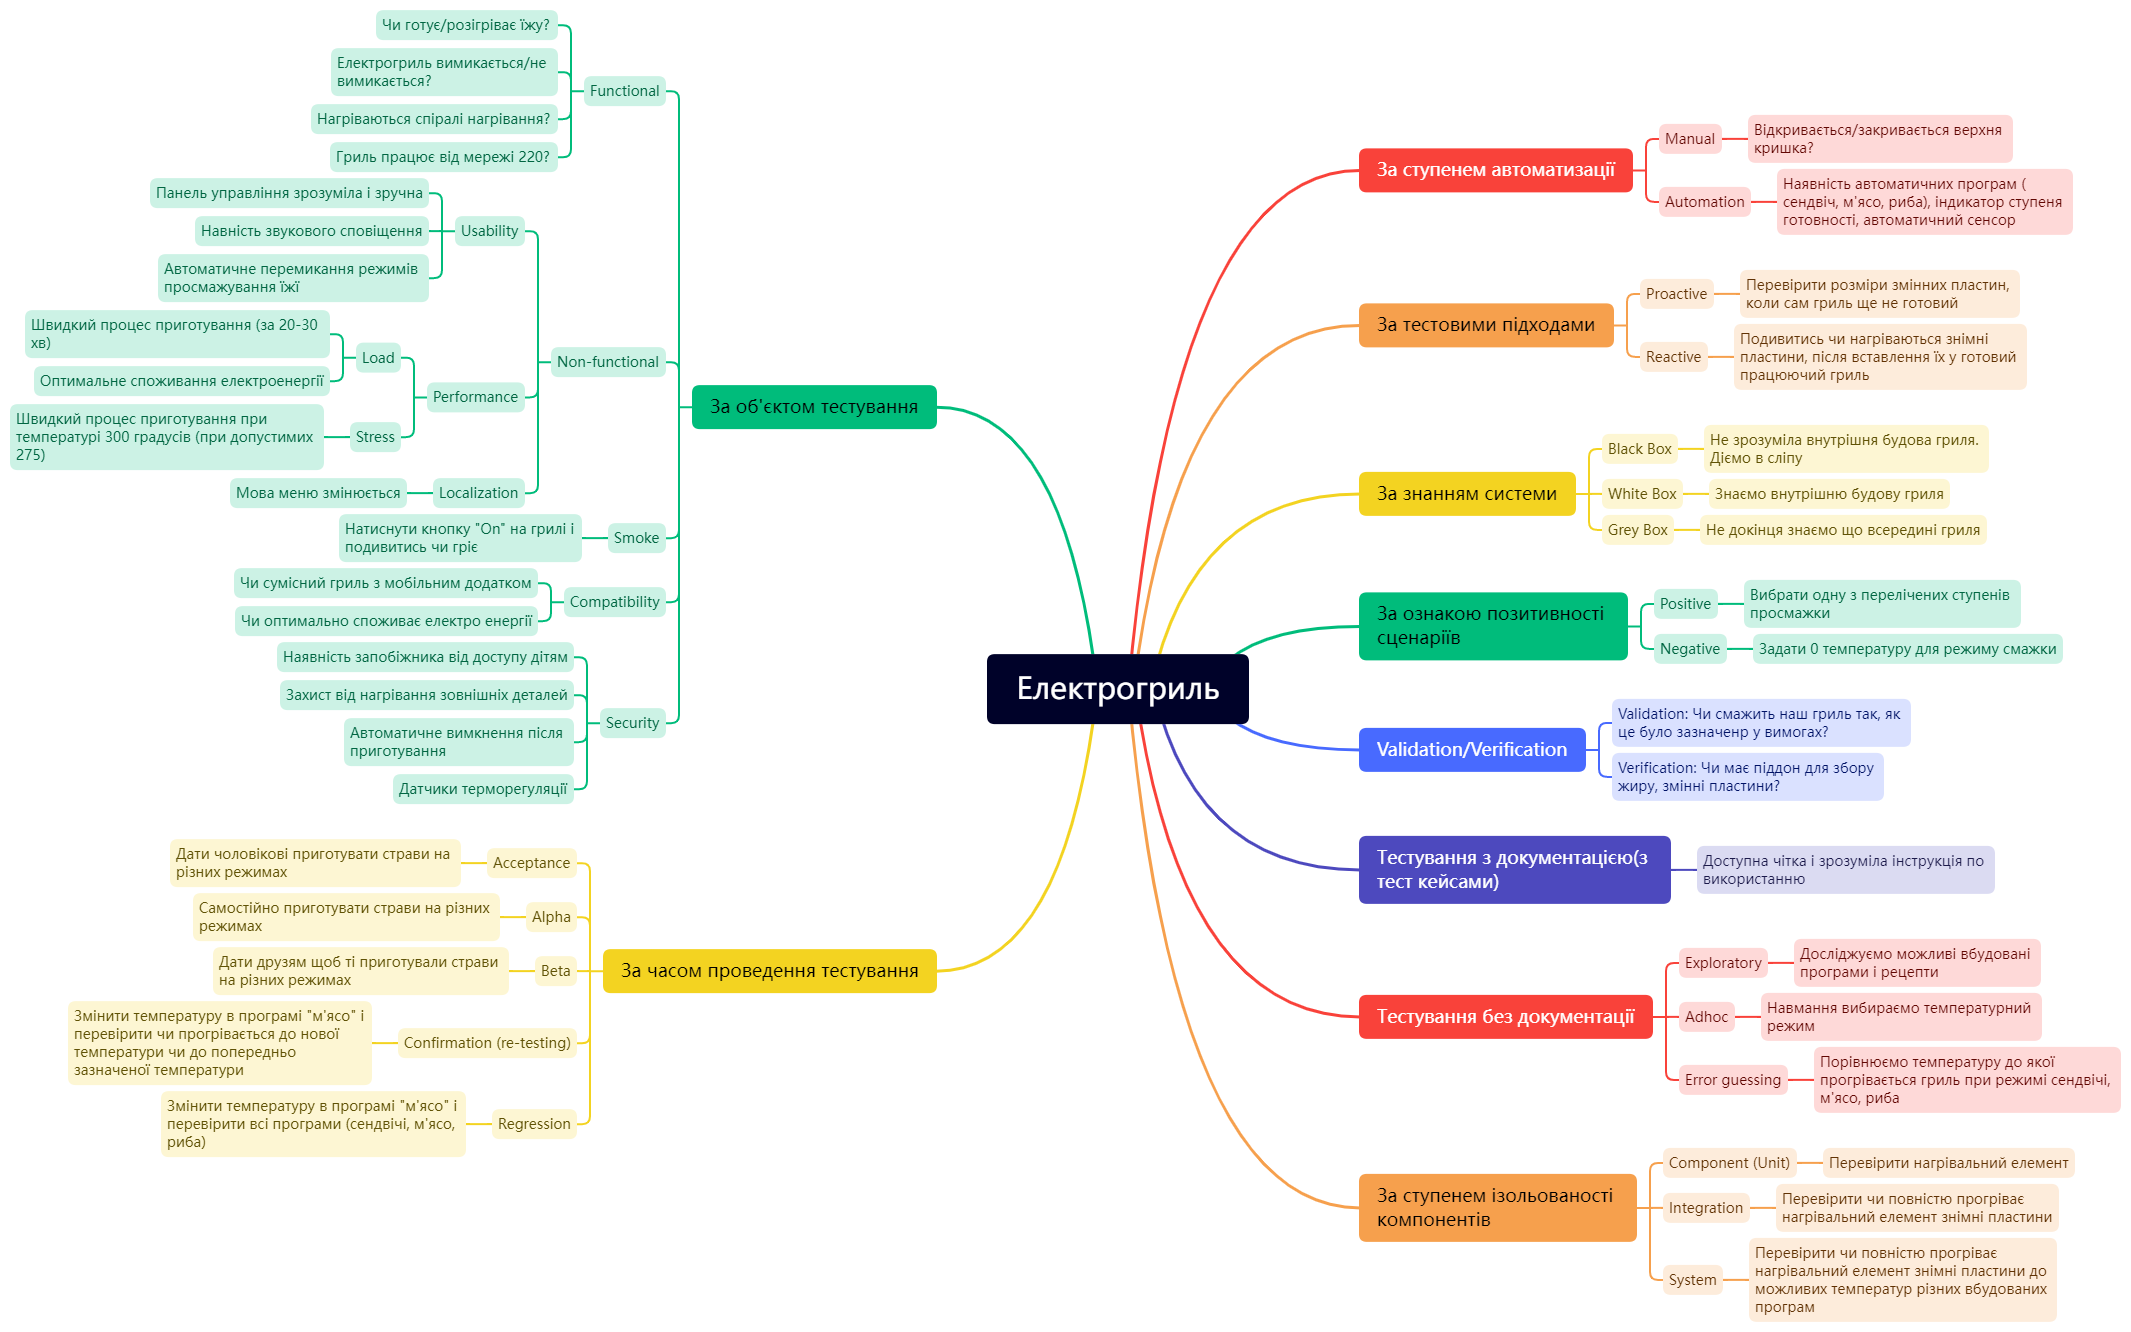 Електрогриль
За об'єктом тестування
Functional
Чи готує/розігріває їжу?
Електрогриль вимикається/не
вимикається?
Нагріваються спіралі нагрівання?
Гриль працює від мережі 220?
Non-functional
Usability
Панель управління зрозуміла і зручна
Навність звукового сповіщення
Автоматичне перемикання режимів
просмажування їжї
Performance
Load
Швидкий процес приготування (за 20-30
хв)
Оптимальне споживання електроенергії
Stress
Швидкий процес приготування при
температурі 300 градусів (при допустимих
275)
Localization
Мова меню змінюється
Smoke
Натиснути кнопку "On" на грилі і
подивитись чи гріє
Compatibility
Чи сумісний гриль з мобільним додатком
Чи оптимально споживає електро енергії
Security
Наявність запобіжника від доступу дітям
Захист від нагрівання зовнішніх деталей
Автоматичне вимкнення після
приготування
Датчики терморегуляції
За часом проведення тестування
Acceptance
Дати чоловікові приготувати страви на
різних режимах
Alpha
Самостійно приготувати страви на різних
режимах
Beta
Дати друзям щоб ті приготували страви
на різних режимах
Confirmation (re-testing)
Змінити температуру в програмі "м'ясо" і
перевірити чи прогрівається до нової
температури чи до попередньо
зазначеної температури
Regression
Змінити температуру в програмі "м'ясо" і
перевірити всі програми (сендвічі, м'ясо,
риба)
За ступенем автоматизації
Manual
Відкривається/закривається верхня
кришка?
Automation
Наявність автоматичних програм (
сендвіч, м'ясо, риба), індикатор ступеня
готовності, автоматичний сенсор
За тестовими підходами
Proactive
Перевірити розміри змінних пластин,
коли сам гриль ще не готовий
Reactive
Подивитись чи нагріваються знімні
пластини, після вставлення їх у готовий
працюючий гриль
За знанням системи
Black Box
Не зрозуміла внутрішня будова гриля.
Діємо в сліпу
White Box
Знаємо внутрішню будову гриля
Grey Box
Не докінця знаємо що всередині гриля
За ознакою позитивності
сценаріїв
Positive
Вибрати одну з перелічених ступенів
просмажки
Negative
Задати 0 температуру для режиму смажки
Validation/Verification
Validation: Чи смажить наш гриль так, як
це було зазначенр у вимогах?
Verification: Чи має піддон для збору
жиру, змінні пластини?
Тестування з документацією(з
тест кейсами)
Доступна чітка і зрозуміла інструкція по
використанню
Тестування без документації
Exploratory
Досліджуємо можливі вбудовані
програми і рецепти
Adhoc
Навмання вибираємо температурний
режим
Error guessing
Порівнюємо температуру до якої
прогрівається гриль при режимі сендвічі,
м'ясо, риба
За ступенем ізольованості
компонентів
Component (Unit)
Перевірити нагрівальний елемент
Integration
Перевірити чи повністю прогріває
нагрівальний елемент знімні пластини
System
Перевірити чи повністю прогріває
нагрівальний елемент знімні пластини до
можливих температур різних вбудованих
програм